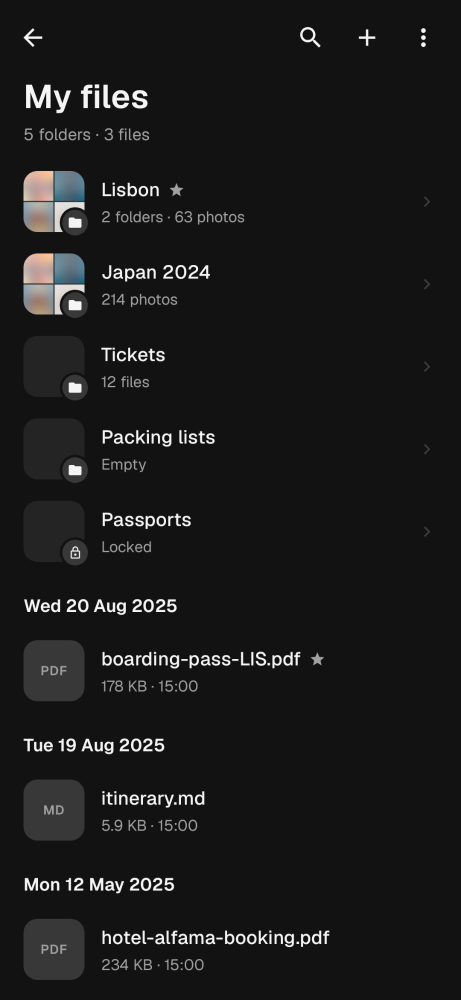 My files
5 folders · 3 files
Lisbon
2 folders · 63 photos
Japan 2024
214 photos
Tickets
12 files
Packing lists
Empty
Passports
Locked
Wed 20 Aug 2025
PDF
boarding-pass-LIS.pdf
178 KB · 15:00
Tue 19 Aug 2025
MD
itinerary.md
5.9 KB · 15:00
Mon 12 May 2025
PDF
hotel-alfama-booking.pdf
234 KB · 15:00